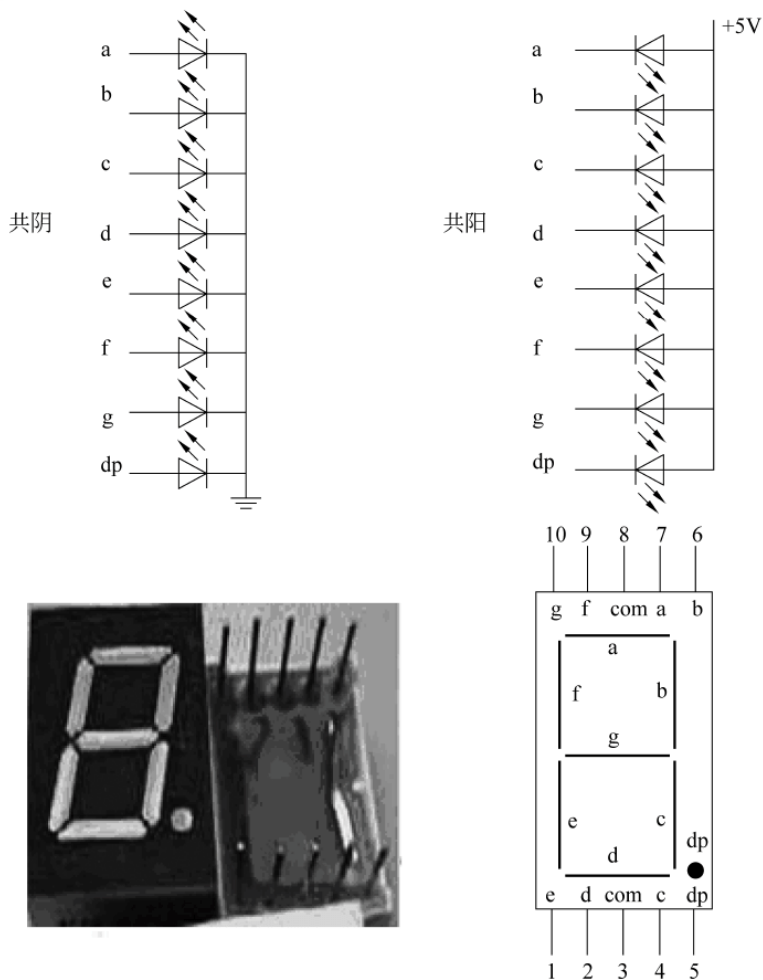 a
b
c
共阴
d
e
f
g
dp
+5V
a
b
c
共阳
d
e
f
g
dp
10 9 8 7 6
g f com a b
a
f b
g
e c
d
dp
e d com c dp
1 2 3 4 5